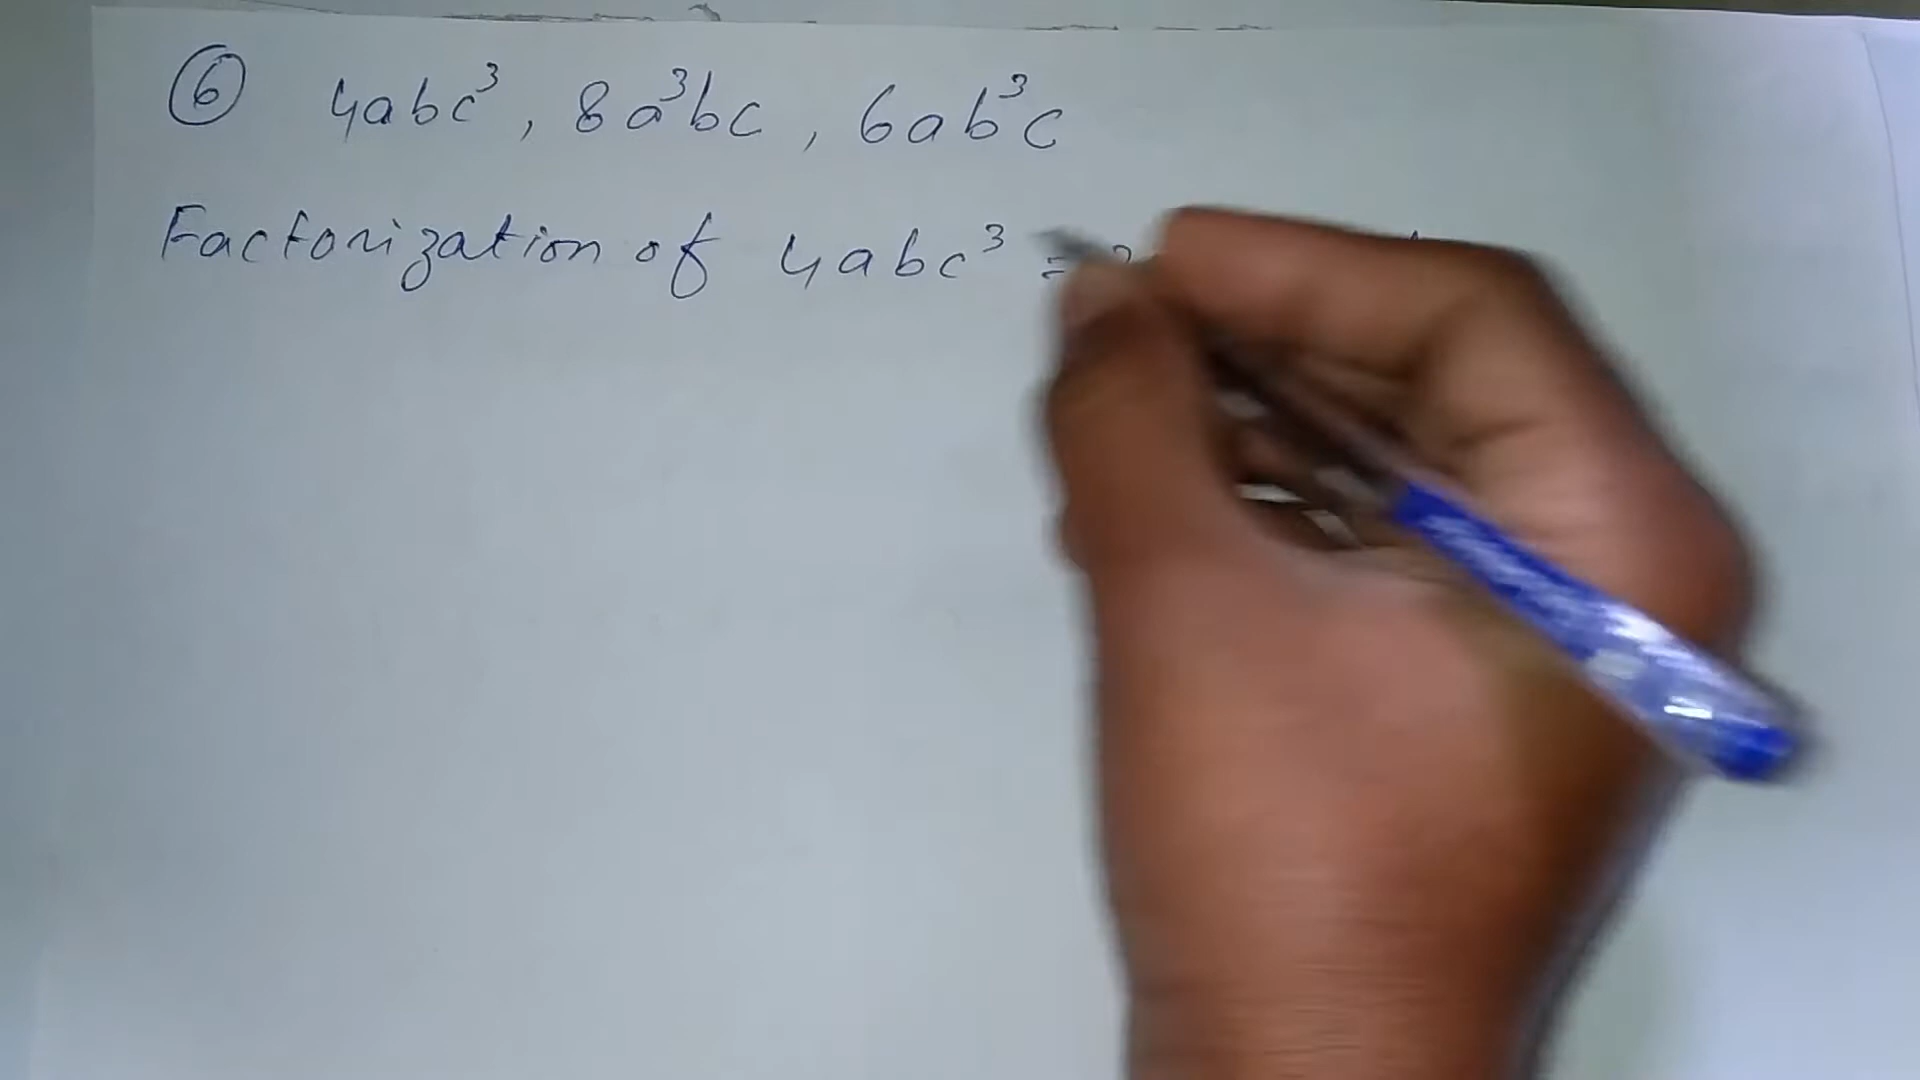 6 4abc³, 8a³bc, 6ab³c
Factorization of 4abc³ =